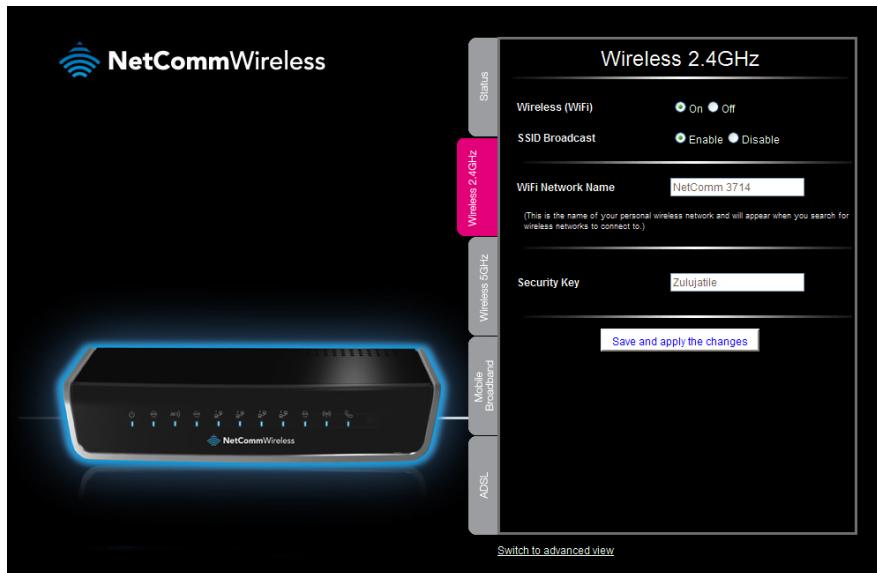 NetCommWireless
Status
Wireless 2.4GHz
Wireless 5GHz
Mobile
Broadband
ADSL
Wireless 2.4GHz
Wireless (WiFi)
On
Off
SSID Broadcast
Enable
Disable
WiFi Network Name
NetComm 3714
(This is the name of your personal wireless network and will appear when you search for
wireless networks to connect to.)
Security Key
Zulujatile
Save and apply the changes
NetCommWireless
Switch to advanced view